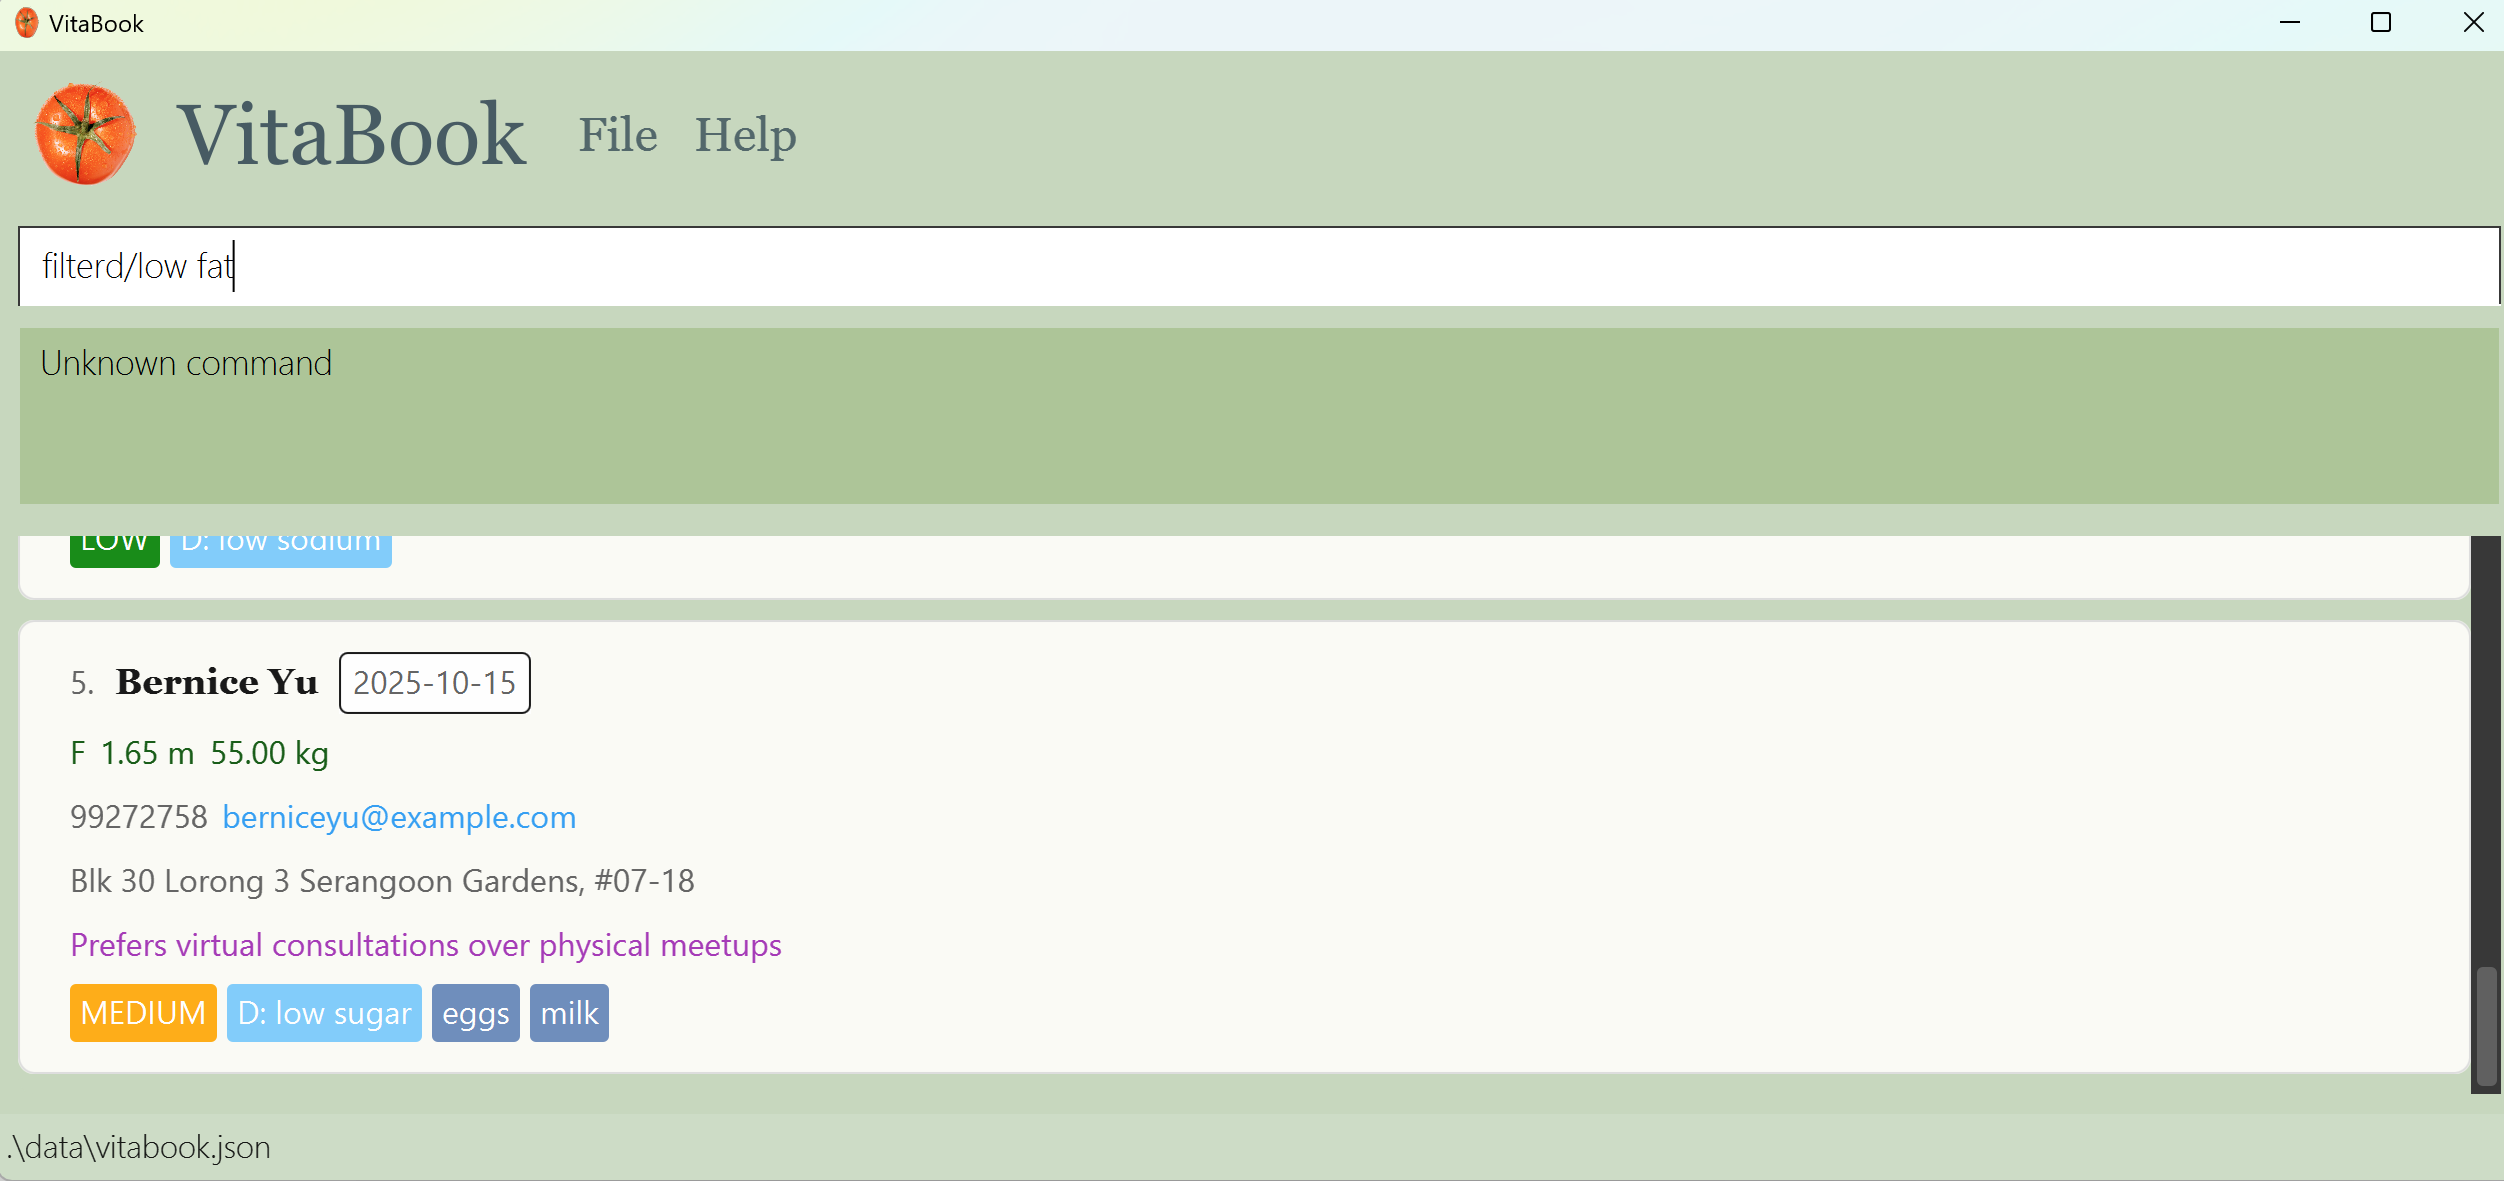 VitaBook
VitaBook File Help
filterd/low fat
Unknown command
LOW D: low sodium
5. Bernice Yu 2025-10-15
F 1.65 m 55.00 kg
99272758 berniceyu@example.com
Blk 30 Lorong 3 Serangoon Gardens, #07-18
Prefers virtual consultations over physical meetups
MEDIUM D: low sugar eggs milk
.\data\vitabook.json